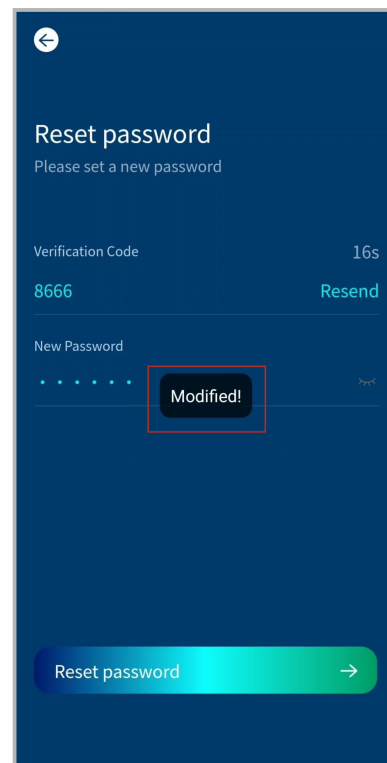 Reset password
Please set a new password
Verification Code 16s
8666 Resend
New Password
Modified!
Reset password